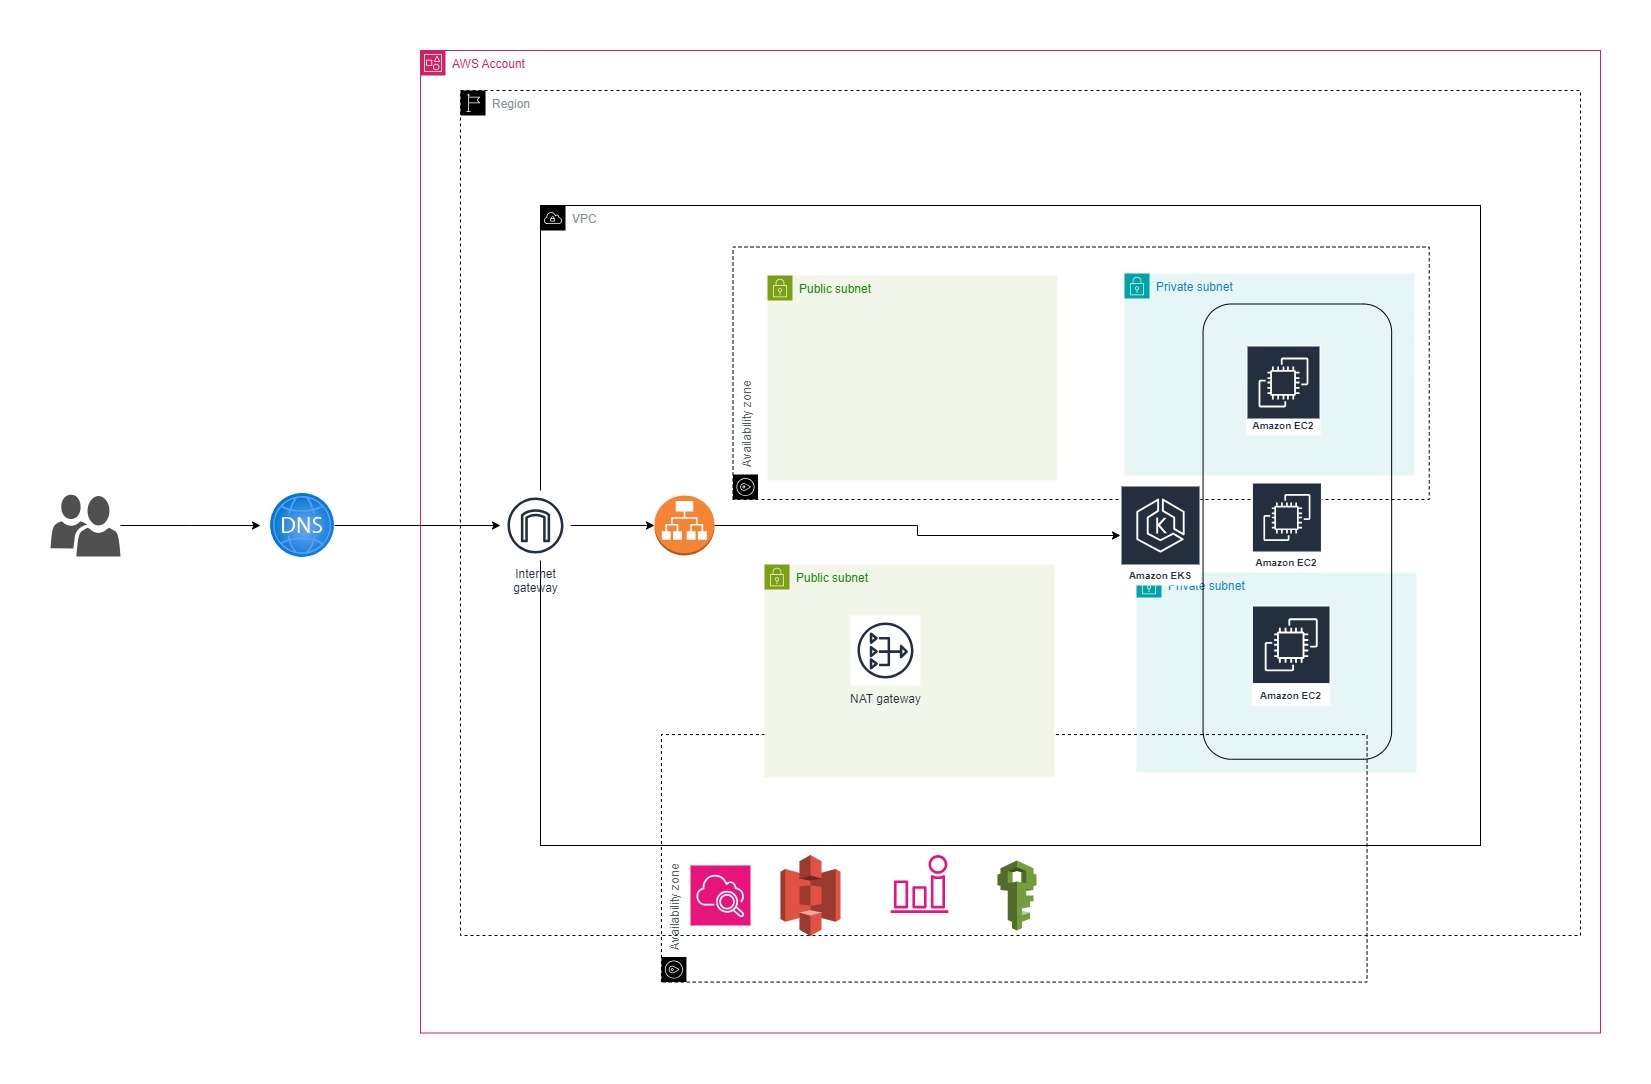 AWS Account
Region
VPC
Public subnet
Private subnet
Availability zone
Amazon EC2
DNS
Internet
gateway
Amazon EKS
Amazon EC2
Public subnet
Private subnet
NAT gateway
Amazon EC2
Availability zone